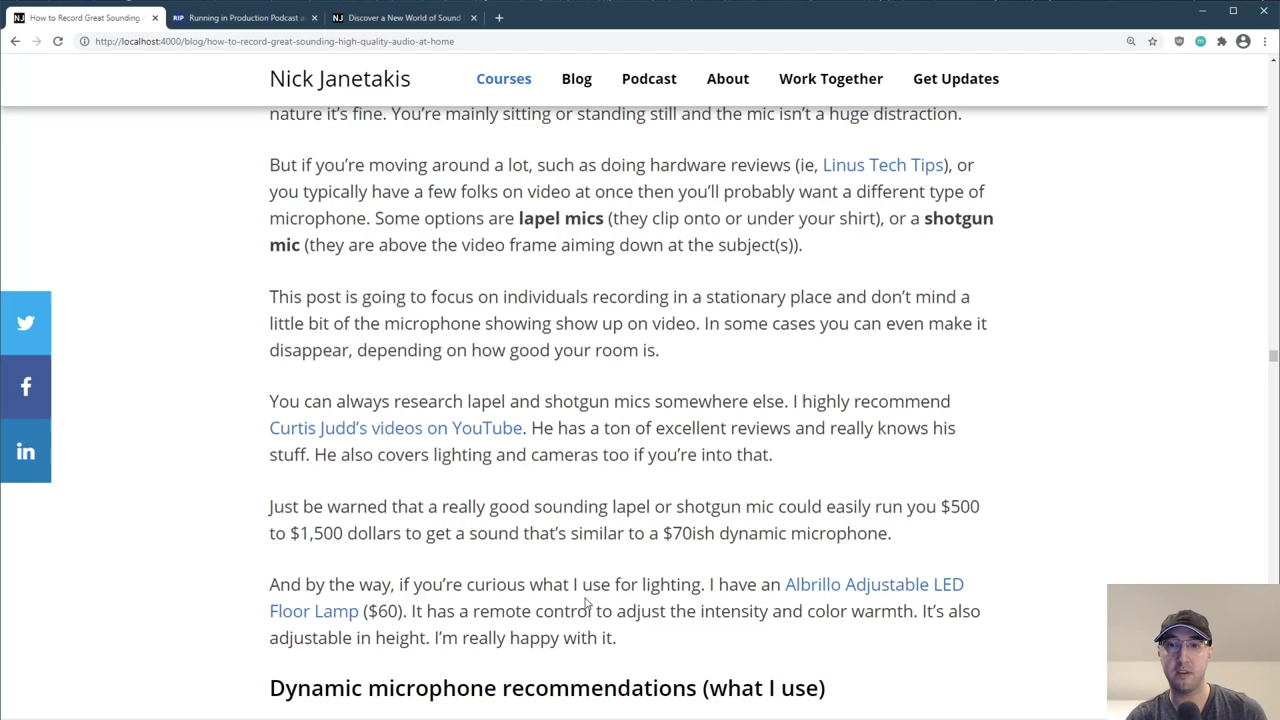 How to Record Great Sounding
Running in Production Podcast a
Discover a New World of Sound
http://localhost:4000/blog/how-to-record-great-sounding-high-quality-audio-at-home
Nick Janetakis
Courses Blog Podcast About Work Together Get Updates
nature it's fine. You're mainly sitting or standing still and the mic isn't a huge distraction.
But if you're moving around a lot, such as doing hardware reviews (ie, Linus Tech Tips), or
you typically have a few folks on video at once then you'll probably want a different type of
microphone. Some options are lapel mics (they clip onto or under your shirt), or a shotgun
mic (they are above the video frame aiming down at the subject(s)).
This post is going to focus on individuals recording in a stationary place and don't mind a
little bit of the microphone showing show up on video. In some cases you can even make it
disappear, depending on how good your room is.
You can always research lapel and shotgun mics somewhere else. I highly recommend
Curtis Judd's videos on YouTube. He has a ton of excellent reviews and really knows his
stuff. He also covers lighting and cameras too if you're into that.
Just be warned that a really good sounding lapel or shotgun mic could easily run you $500
to $1,500 dollars to get a sound that's similar to a $70ish dynamic microphone.
And by the way, if you're curious what I use for lighting. I have an Albrillo Adjustable LED
Floor Lamp ($60). It has a remote control to adjust the intensity and color warmth. It's also
adjustable in height. I'm really happy with it.
Dynamic microphone recommendations (what I use)